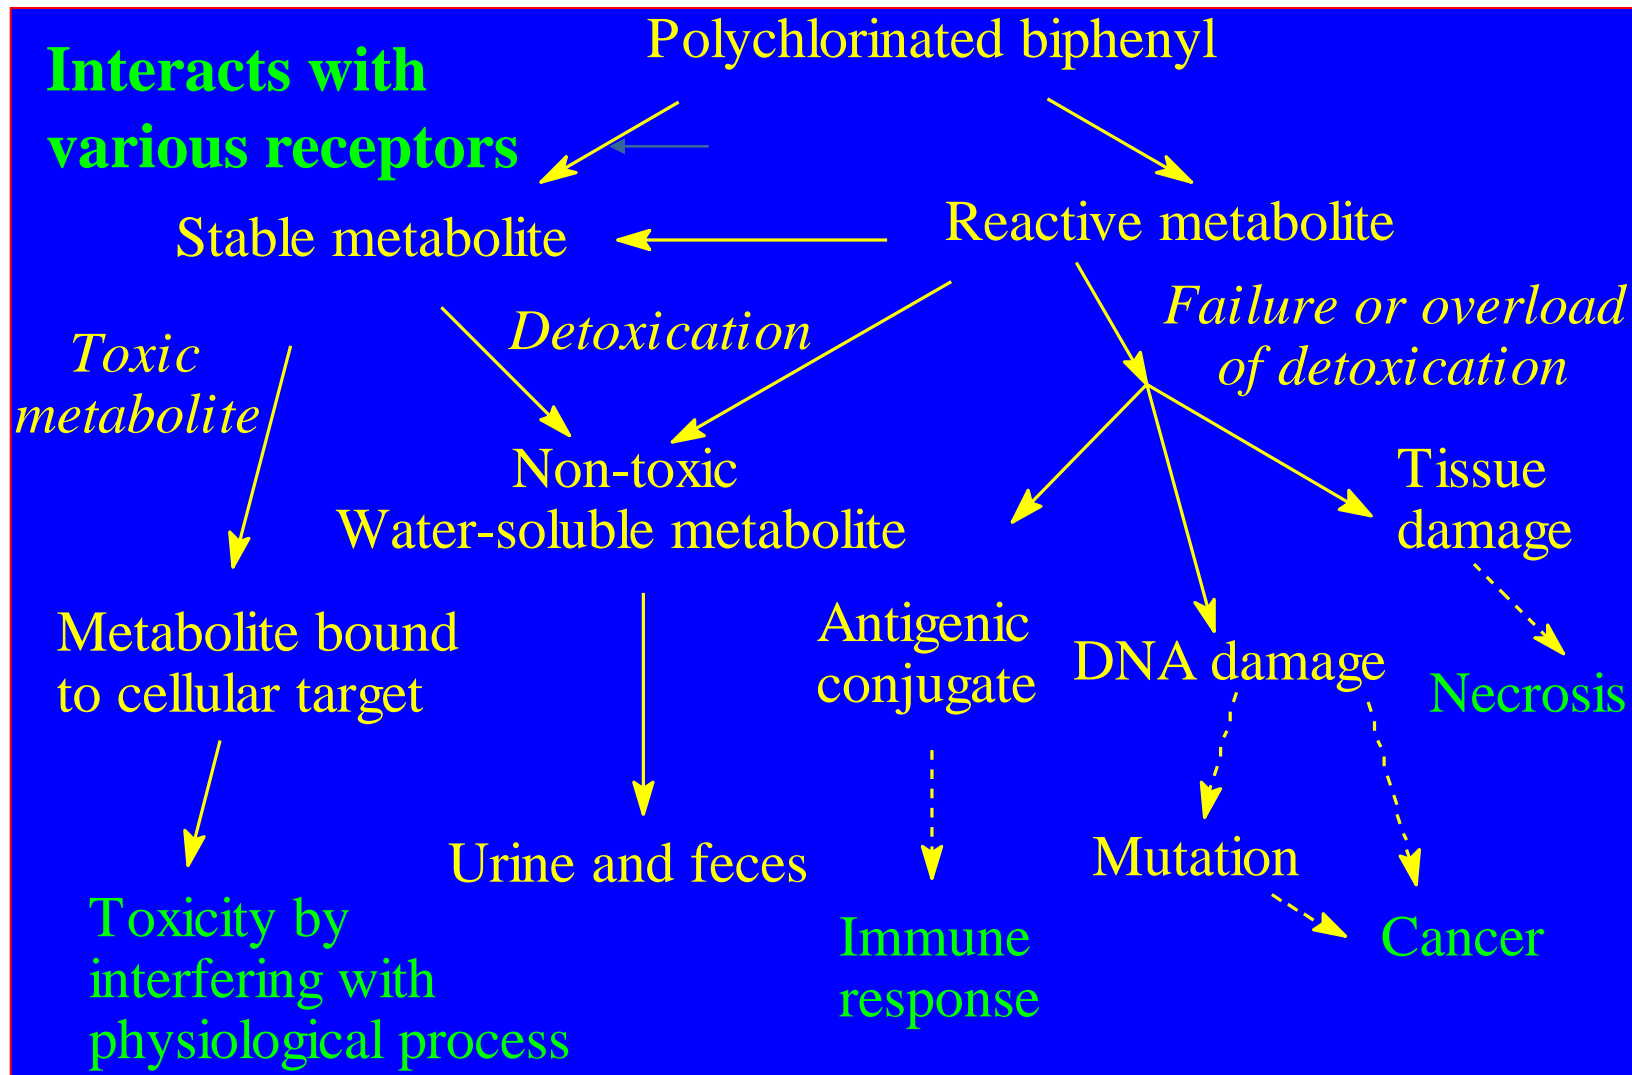 Polychlorinated biphenyl
Interacts with
various receptors
Stable metabolite
Reactive metabolite
Toxic
metabolite
Detoxication
Failure or overload
of detoxication
Non-toxic
Water-soluble metabolite
Tissue
damage
Metabolite bound
to cellular target
Antigenic
conjugate
DNA damage
Necrosis
Urine and feces
Mutation
Toxicity by
interfering with
physiological process
Immune
response
Cancer